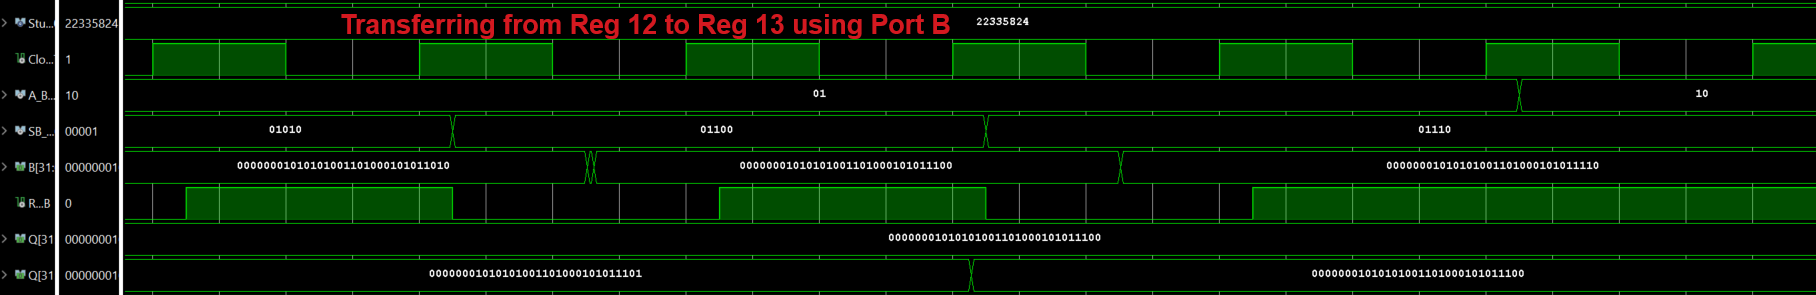 Transferring from Reg 12 to Reg 13 using Port B
Stu... 22335824 22335824
Clo... 1
A_B... 10 01 10
SB_... 00001 01010 01100 01110
B[31: 00000001 00000001010101001101000101011010 00000001010101001101000101011100 00000001010101001101000101011110
R...B 0
Q[31 00000001 00000001010101001101000101011100
Q[31 00000001 00000001010101001101000101011101 00000001010101001101000101011100